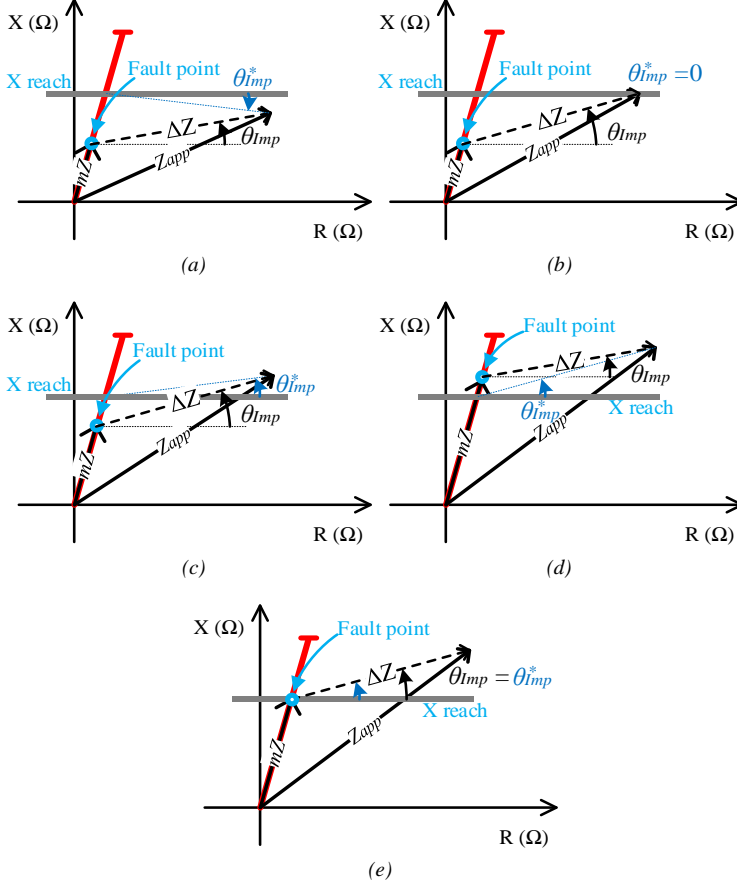 X (Ω)
X reach
Fault point
θ*Imp
ΔZ
θImp
Zapp
mZ
R (Ω)
(a)
X (Ω)
X reach
Fault point
θ*Imp =0
ΔZ
θImp
Zapp
mZ
R (Ω)
(b)
X (Ω)
Fault point
X reach
θ*Imp
ΔZ
θImp
Zapp
mZ
R (Ω)
(c)
X (Ω)
Fault point
ΔZ
θImp
θ*Imp
X reach
Zapp
mZ
R (Ω)
(d)
X (Ω)
Fault point
ΔZ
θImp = θ*Imp
X reach
Zapp
mZ
R (Ω)
(e)